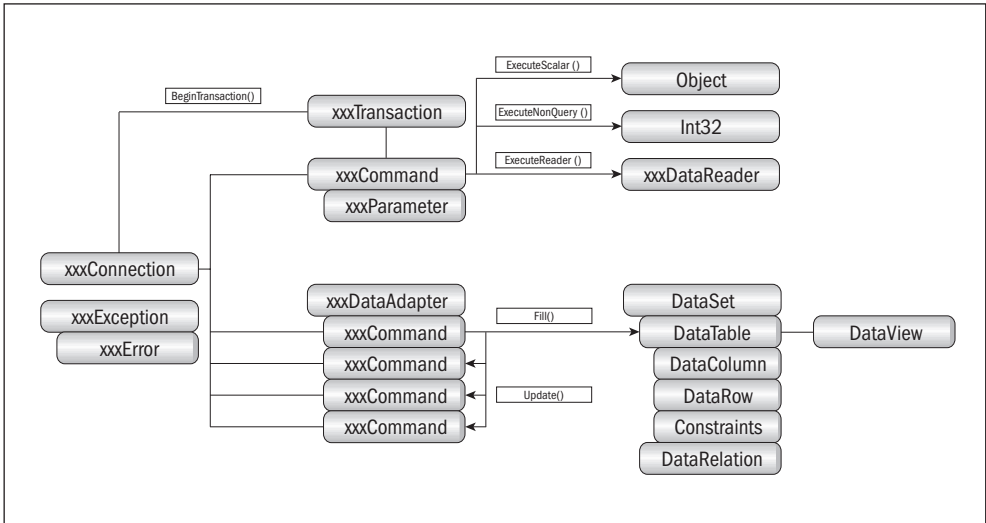 ExecuteScalar ()
Object
BeginTransaction()
xxxTransaction
ExecuteNonQuery ()
Int32
ExecuteReader ()
xxxCommand
xxxDataReader
xxxParameter
xxxConnection
xxxException
xxxError
xxxDataAdapter
xxxCommand
xxxCommand
xxxCommand
xxxCommand
Fill()
Update()
DataSet
DataTable
DataView
DataColumn
DataRow
Constraints
DataRelation